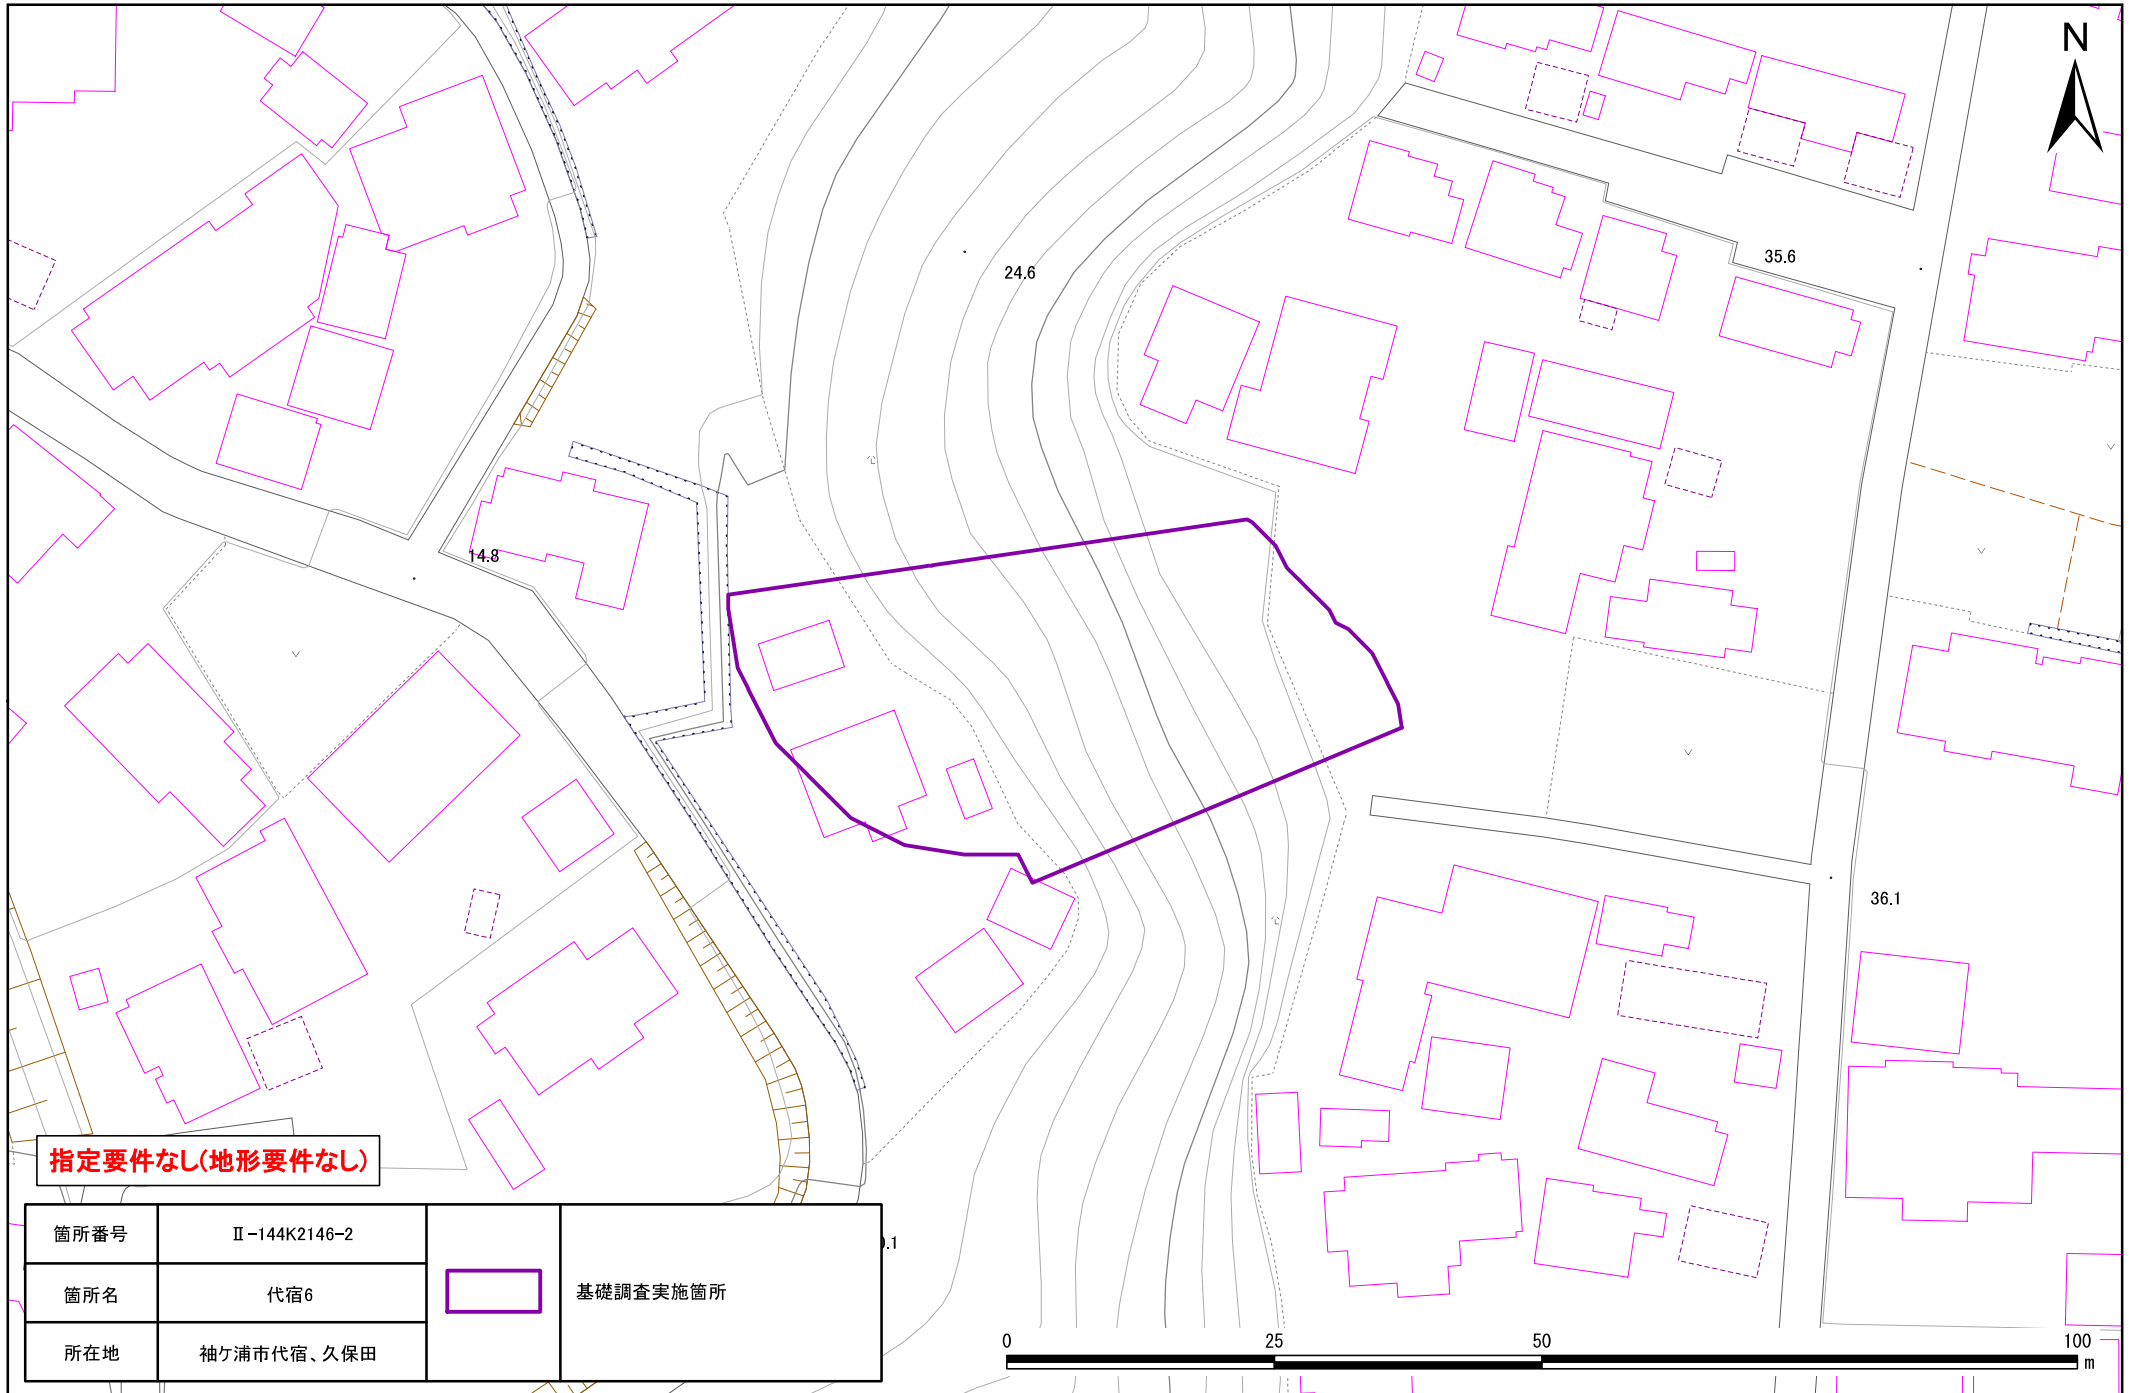 N
35.6
24.6
14.8
36.1
指定要件なし(地形要件なし)
箇所番号 Ⅱ-144K2146-2
箇所名 代宿6
所在地 袖ケ浦市代宿、久保田
基礎調査実施箇所
.1
0 25 50 100
m